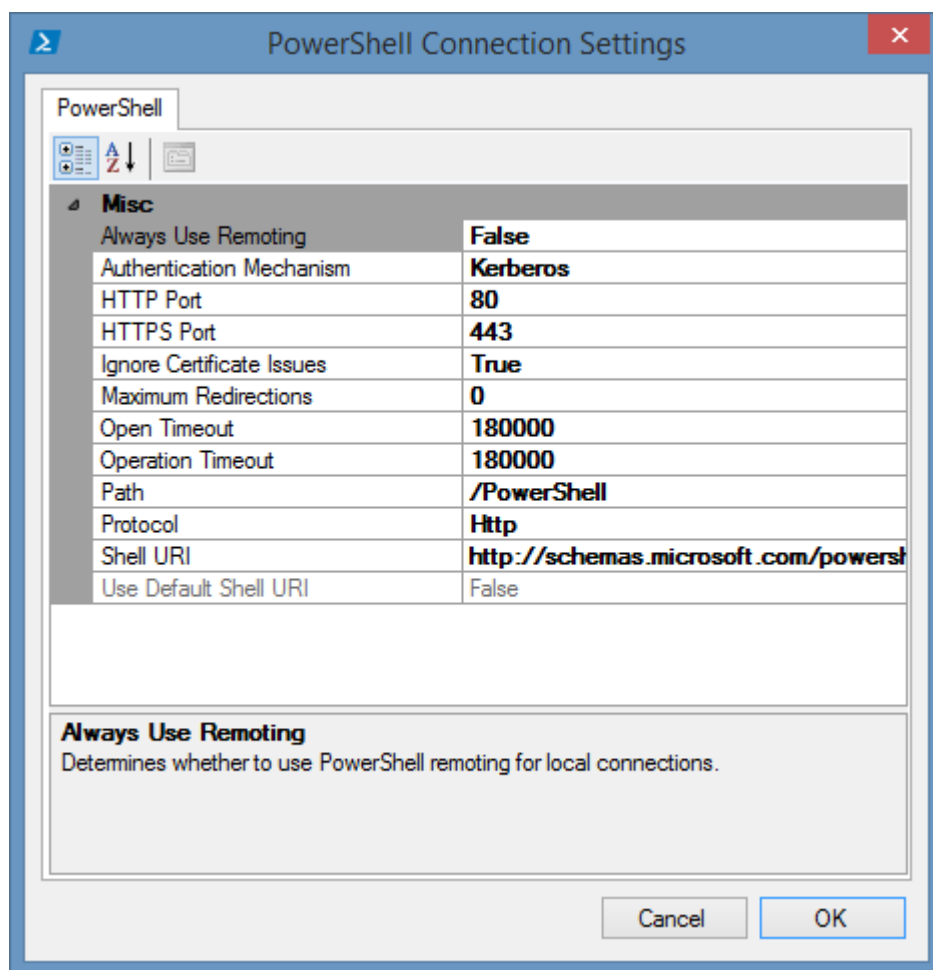 PowerShell Connection Settings
PowerShell
Misc
Always Use Remoting False
Authentication Mechanism Kerberos
HTTP Port 80
HTTPS Port 443
Ignore Certificate Issues True
Maximum Redirections 0
Open Timeout 180000
Operation Timeout 180000
Path /PowerShell
Protocol Http
Shell URI http://schemas.microsoft.com/powersh
Use Default Shell URI False
Always Use Remoting
Determines whether to use PowerShell remoting for local connections.
Cancel OK